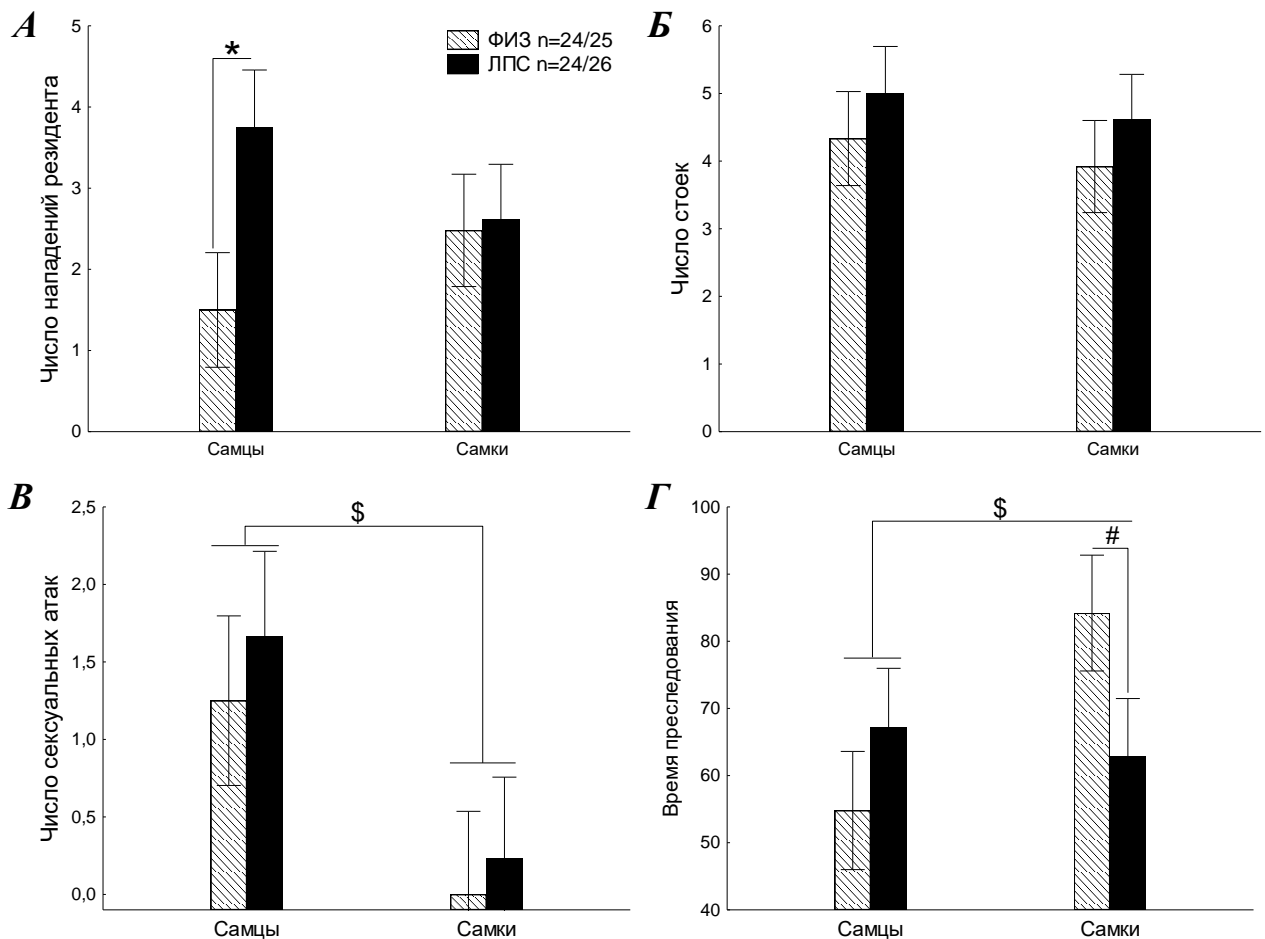 А
Число нападений резидента
5
4
3
2
1
0
*
ФИЗ n=24/25
ЛПС n=24/26
Самцы
Самки
Б
Число стоек
6
5
4
3
2
1
0
Самцы
Самки
В
Число сексуальных атак
2,5
2,0
1,5
1,0
0,5
0,0
$
Самцы
Самки
Г
Время преследования
100
90
80
70
60
50
40
$
#
Самцы
Самки